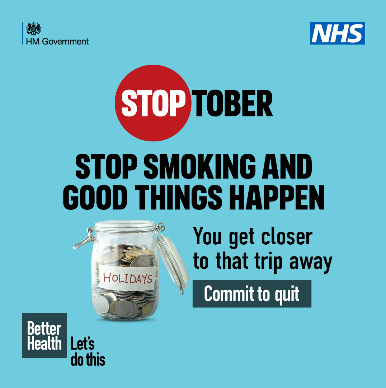 HM Government
NHS
STOPTOBER
STOP SMOKING AND
GOOD THINGS HAPPEN
You get closer
to that trip away
HOLIDAYS
Commit to quit
Better
Health
Let's
do this